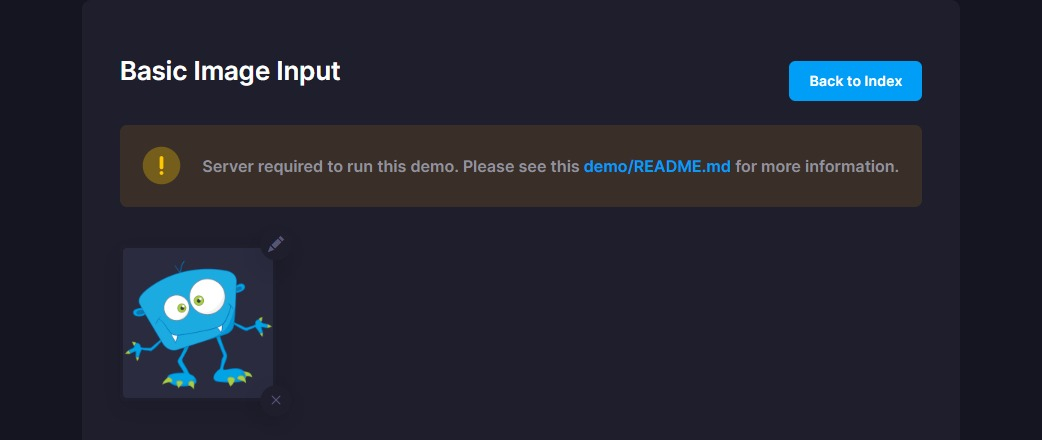 Basic Image Input
Back to Index
Server required to run this demo. Please see this demo/README.md for more information.